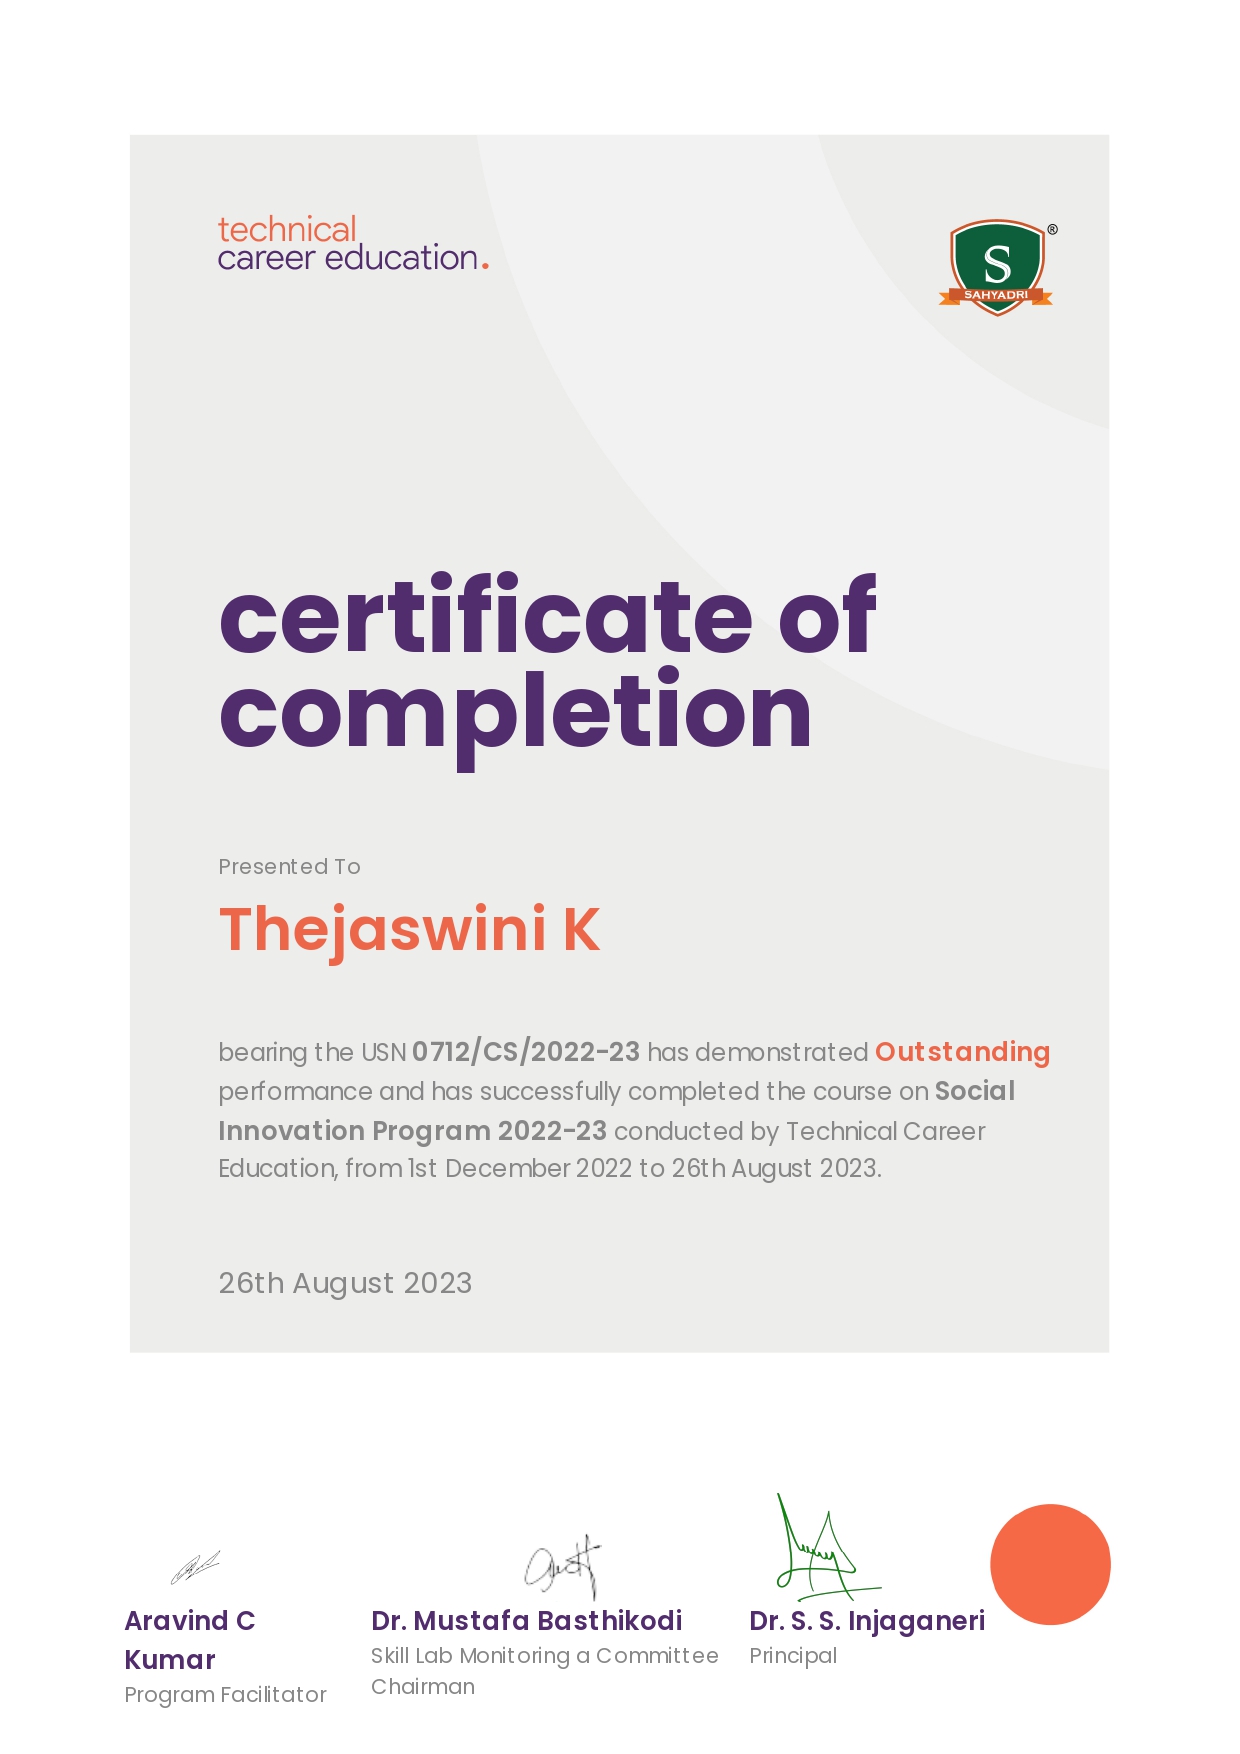 technical
career education.
S
SAHYADRI
®
certificate of
completion
Presented To
Thejaswini K
bearing the USN 0712/CS/2022-23 has demonstrated Outstanding
performance and has successfully completed the course on Social
Innovation Program 2022-23 conducted by Technical Career
Education, from 1st December 2022 to 26th August 2023.
26th August 2023
Aravind C
Kumar
Program Facilitator
Dr. Mustafa Basthikodi
Skill Lab Monitoring a Committee
Chairman
Dr. S. S. Injaganeri
Principal